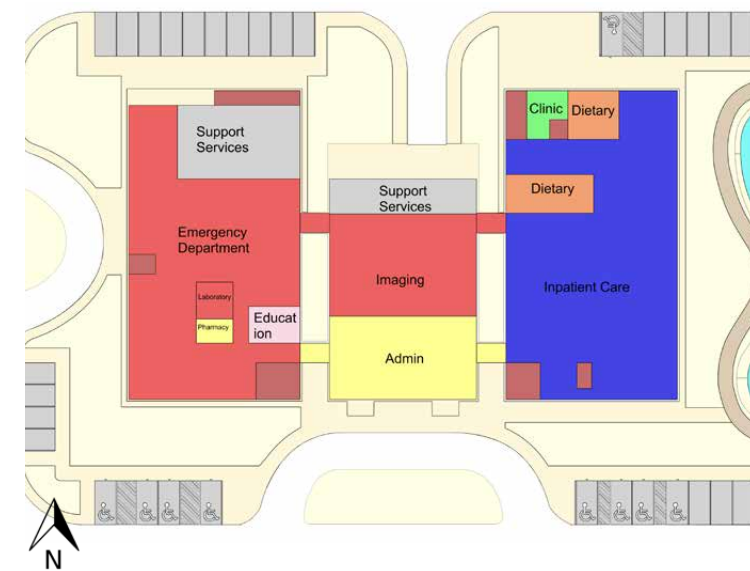 Clinic
Dietary
Support
Services
Dietary
Support
Services
Emergency
Department
Imaging
Inpatient Care
Laboratory
Pharmacy
Educat
ion
Admin
N